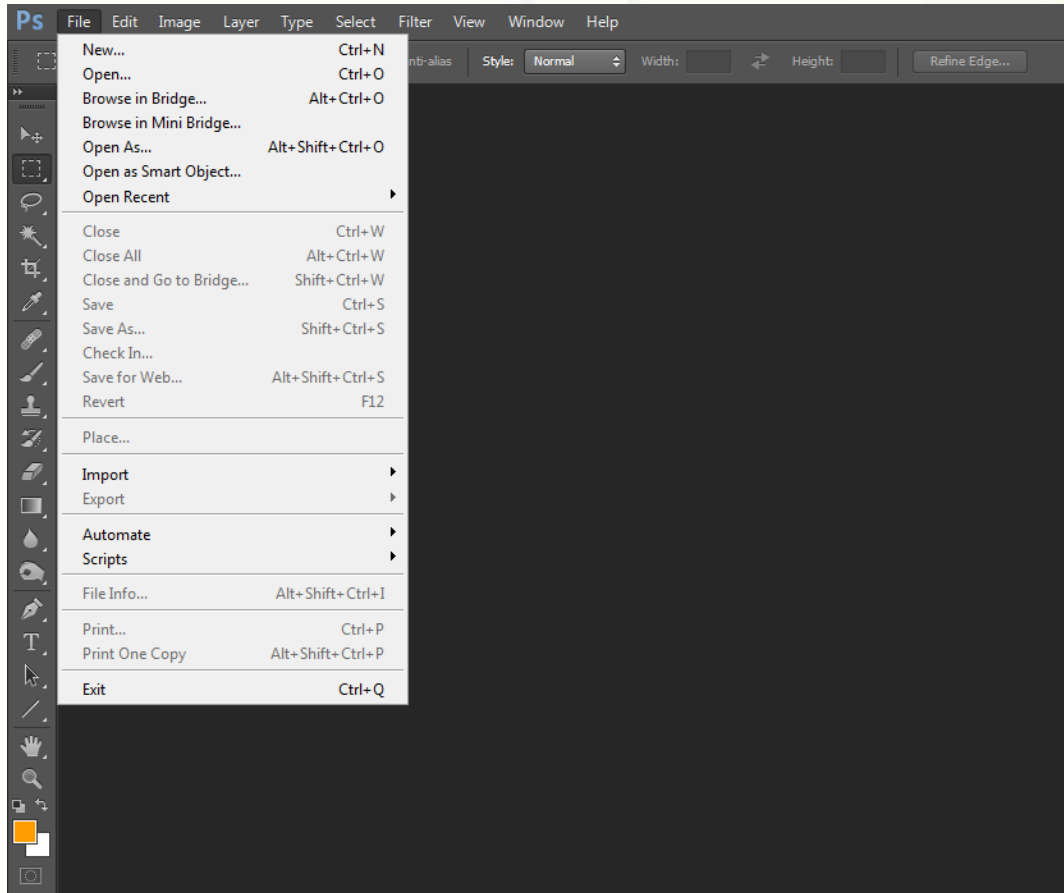 Ps File Edit Image Layer Type Select Filter View Window Help
nti-alias Style: Normal Width: Height: Refine Edge...
New... Ctrl+N
Open... Ctrl+O
Browse in Bridge... Alt+Ctrl+O
Browse in Mini Bridge...
Open As... Alt+Shift+Ctrl+O
Open as Smart Object...
Open Recent
Close Ctrl+W
Close All Alt+Ctrl+W
Close and Go to Bridge... Shift+Ctrl+W
Save Ctrl+S
Save As... Shift+Ctrl+S
Check In...
Save for Web... Alt+Shift+Ctrl+S
Revert F12
Place...
Import
Export
Automate
Scripts
File Info... Alt+Shift+Ctrl+I
Print... Ctrl+P
Print One Copy Alt+Shift+Ctrl+P
Exit Ctrl+Q